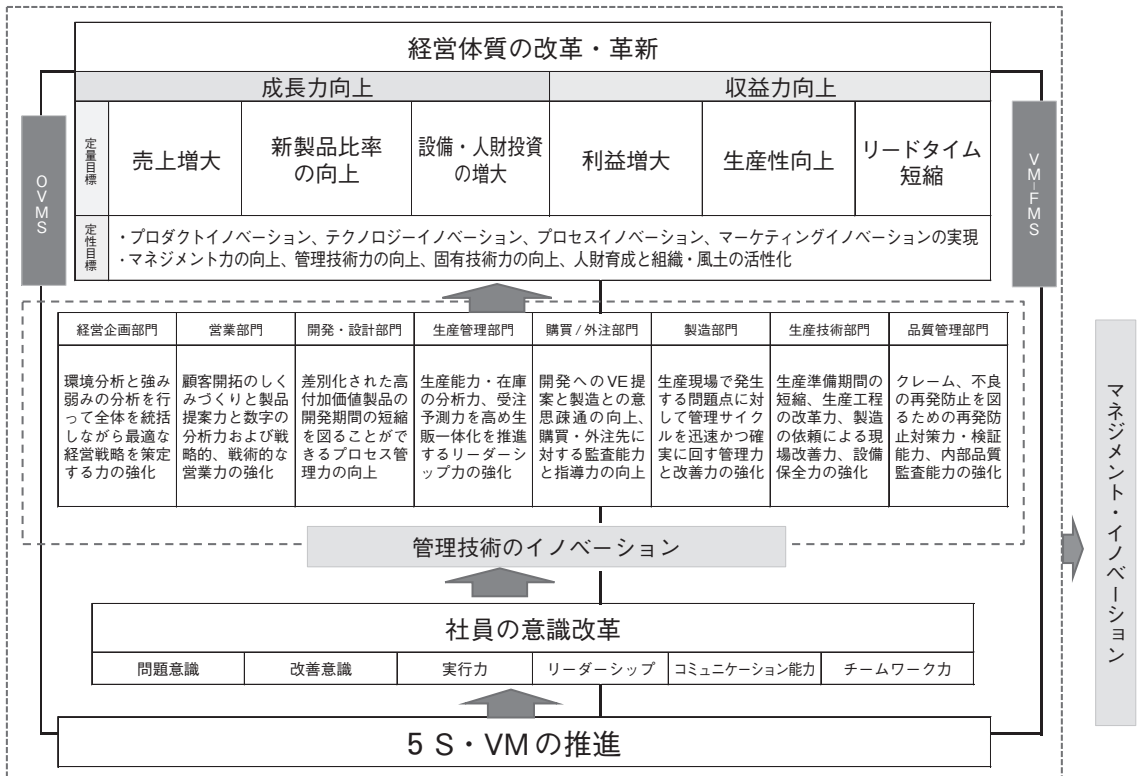 経営体質の改革・革新
成長力向上
収益力向上
定量目標
売上増大
新製品比率
の向上
設備・人財投資
の増大
利益増大
生産性向上
リードタイム
短縮
定性目標
・プロダクトイノベーション、テクノロジーイノベーション、プロセスイノベーション、マーケティングイノベーションの実現
・マネジメント力の向上、管理技術力の向上、固有技術力の向上、人財育成と組織・風土の活性化
OVMS
VM-FMS
経営企画部門
環境分析と強み
弱みの分析を行
って全体を統括
しながら最適な
経営戦略を策定
する力の強化
営業部門
顧客開拓のしく
みづくりと製品
提案力と数字の
分析力および戦
略的、戦術的な
営業力の強化
開発・設計部門
差別化された高
付加価値製品の
開発期間の短縮
を図ることがで
きるプロセス管
理力の向上
生産管理部門
生産能力・在庫
の分析力、受注
予測力を高め生
販一体化を推進
するリーダーシ
ップ力の強化
購買/外注部門
開発へのVE提
案と製造との意
思疎通の向上、
購買・外注先に
対する監査能力
と指導力の向上
製造部門
生産現場で発生
する問題点に対
して管理サイク
ルを迅速かつ確
実に回す管理力
と改善力の強化
生産技術部門
生産準備期間の
短縮、生産工程
の改革力、製造
の依頼による現
場改善力、設備
保全力の強化
品質管理部門
クレーム、不良
の再発防止を図
るための再発防
止対策力・検証
能力、内部品質
監査能力の強化
管理技術のイノベーション
マネジメント・イノベーション
社員の意識改革
問題意識
改善意識
実行力
リーダーシップ
コミュニケーション能力
チームワーク力
5 S・VMの推進